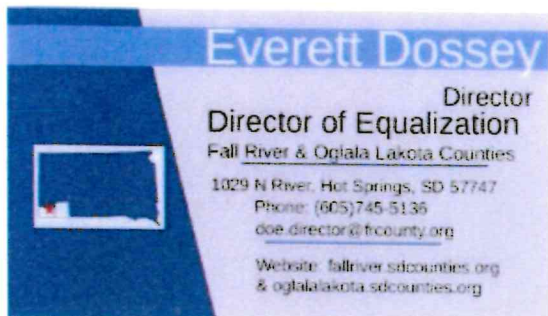 Everett Dossey
Director
Director of Equalization
Fall River & Oglala Lakota Counties
1029 N River, Hot Springs, SD 57747
Phone: (605)745-5136
doe.director@frcounty.org
Website: fallriver.sdcounties.org
& oglalalakota.sdcounties.org